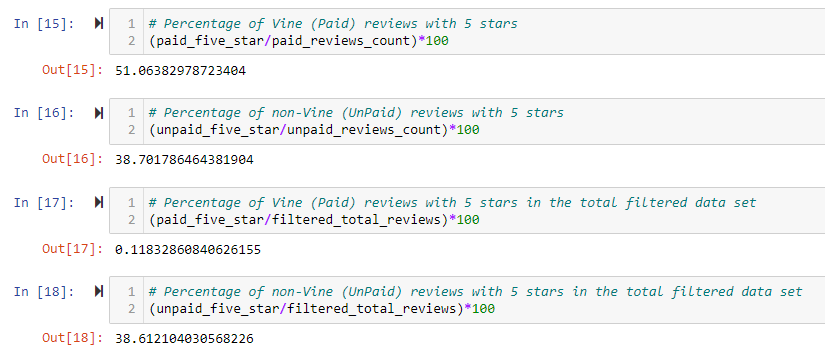 In [15]: 1 # Percentage of Vine (Paid) reviews with 5 stars
2 (paid_five_star/paid_reviews_count)*100
Out[15]: 51.06382978723404
In [16]: 1 # Percentage of non-Vine (UnPaid) reviews with 5 stars
2 (unpaid_five_star/unpaid_reviews_count)*100
Out[16]: 38.701786464381904
In [17]: 1 # Percentage of Vine (Paid) reviews with 5 stars in the total filtered data set
2 (paid_five_star/filtered_total_reviews)*100
Out[17]: 0.11832860840626155
In [18]: 1 # Percentage of non-Vine (UnPaid) reviews with 5 stars in the total filtered data set
2 (unpaid_five_star/filtered_total_reviews)*100
Out[18]: 38.612104030568226